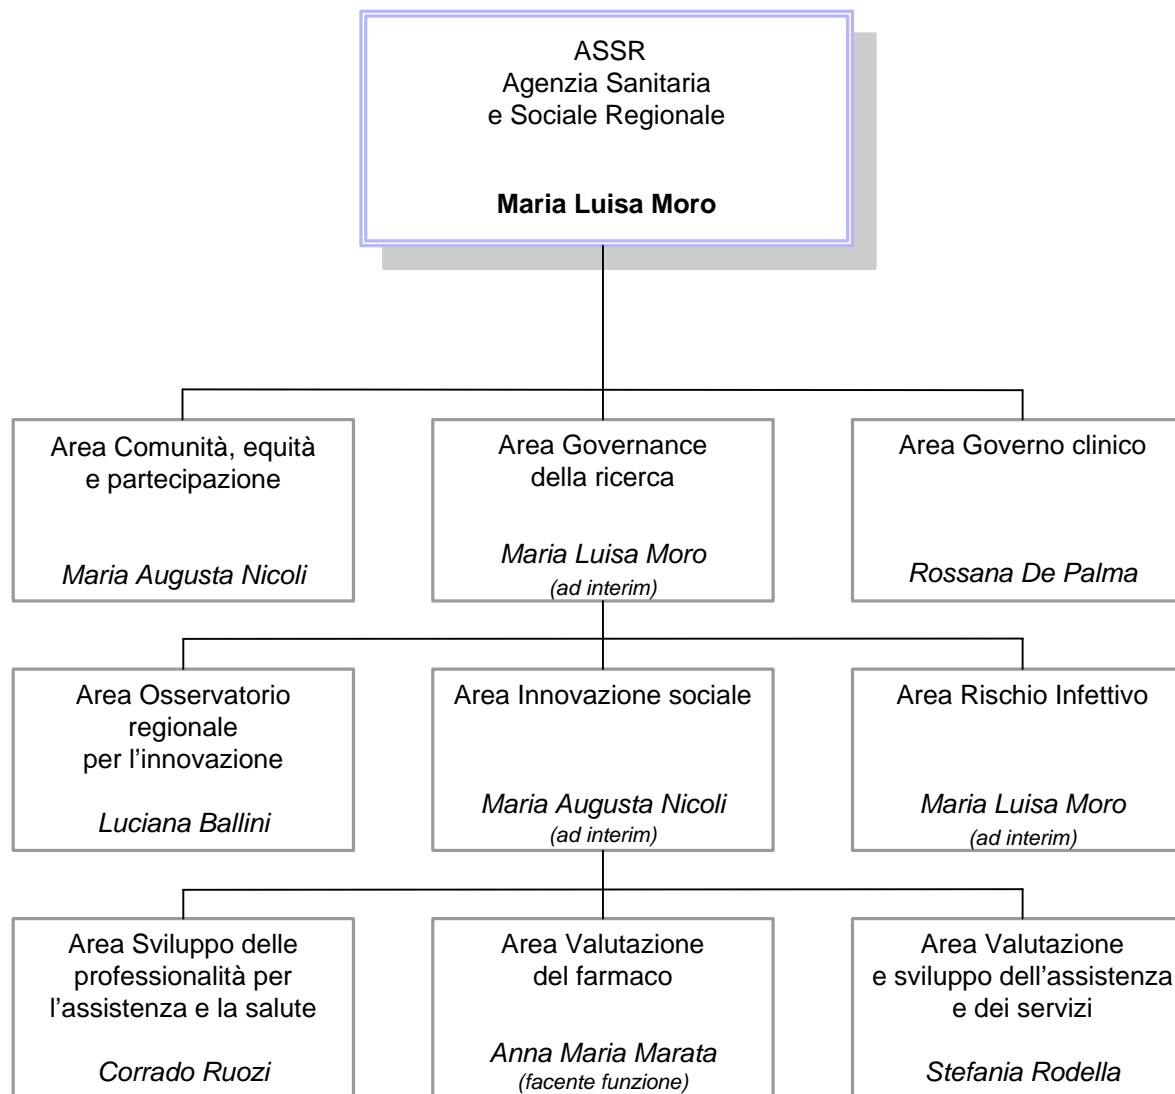 ASSR
Agenzia Sanitaria
e Sociale Regionale
Maria Luisa Moro
Area Comunità, equità
e partecipazione
Maria Augusta Nicoli
Area Governance
della ricerca
Maria Luisa Moro
(ad interim)
Area Governo clinico
Rossana De Palma
Area Osservatorio
regionale
per l’innovazione
Luciana Ballini
Area Innovazione sociale
Maria Augusta Nicoli
(ad interim)
Area Rischio Infettivo
Maria Luisa Moro
(ad interim)
Area Sviluppo delle
professionalità per
l’assistenza e la salute
Corrado Ruozi
Area Valutazione
del farmaco
Anna Maria Marata
(facente funzione)
Area Valutazione
e sviluppo dell’assistenza
e dei servizi
Stefania Rodella